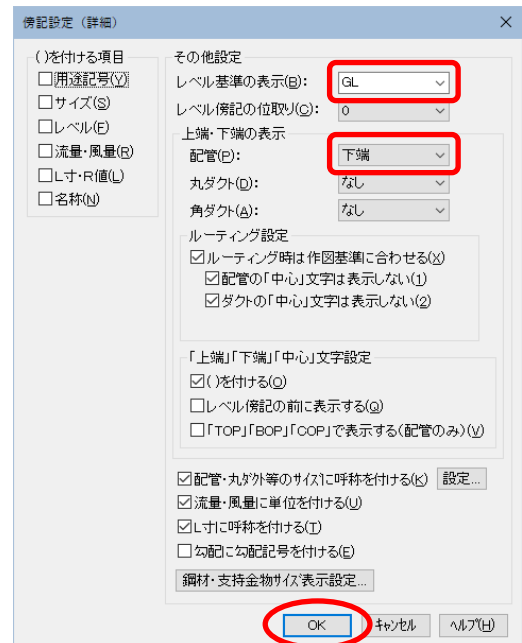 傍記設定（詳細）
( )を付ける項目
□用途記号(Y)
□サイズ(S)
□レベル(F)
□流量・風量(R)
□L寸・R値(L)
□名称(N)
その他設定
レベル基準の表示(B): GL
レベル傍記の位取り(C): 0
上端・下端の表示
配管(P): 下端
丸ダクト(D): なし
角ダクト(A): なし
ルーティング設定
☑ルーティング時は作図基準に合わせる(X)
☑配管の「中心」文字は表示しない(1)
☑ダクトの「中心」文字は表示しない(2)
「上端」「下端」「中心」文字設定
☑( )を付ける(O)
□レベル傍記の前に表示する(Q)
□「TOP」「BOP」「COP」で表示する(配管のみ)(V)
☑配管・丸ダクト等のサイズに呼称を付ける(K) 設定...
☑流量・風量に単位を付ける(U)
☑L寸に呼称を付ける(T)
□勾配に勾配記号を付ける(E)
鋼材・支持金物サイズ表示設定...
OK キャンセル ヘルプ(H)